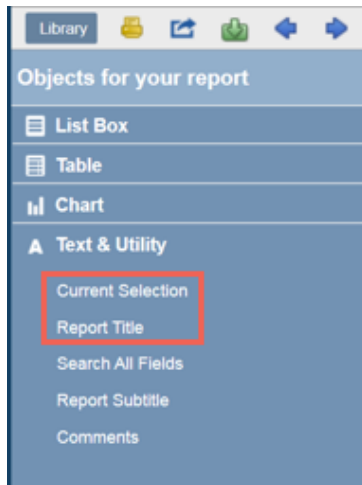 Library
Objects for your report
List Box
Table
Chart
A Text & Utility
Current Selection
Report Title
Search All Fields
Report Subtitle
Comments